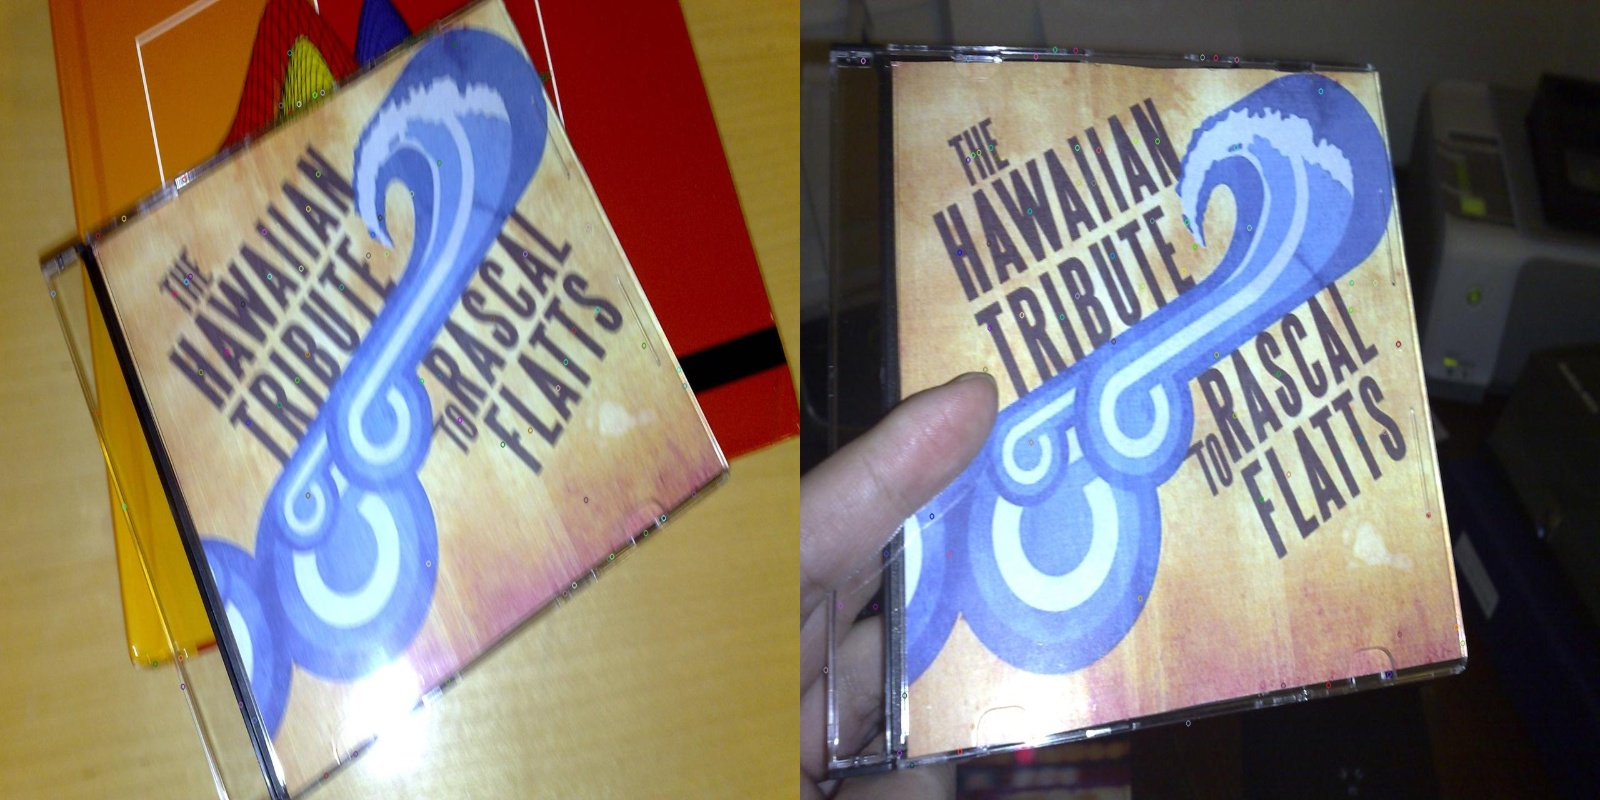 THE
HAWAIIAN
TRIBUTE
TO RASCAL
FLATTS
THE
HAWAIIAN
TRIBUTE
TO RASCAL
FLATTS